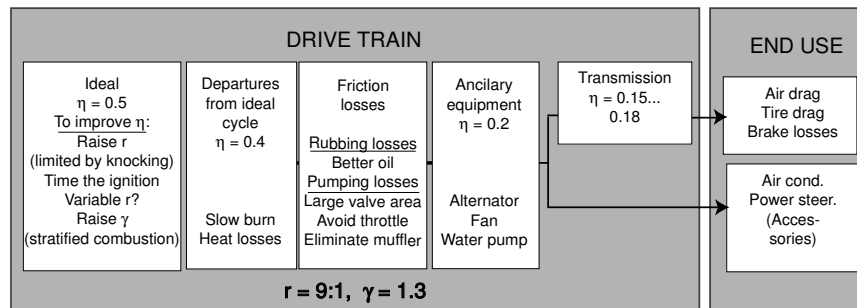 DRIVE TRAIN
Ideal
η = 0.5
To improve η:
Raise r
(limited by knocking)
Time the ignition
Variable r?
Raise γ
(stratified combustion)
Departures
from ideal
cycle
η = 0.4
Slow burn
Heat losses
Friction
losses
Rubbing losses
Better oil
Pumping losses
Large valve area
Avoid throttle
Eliminate muffler
Ancilary
equipment
η = 0.2
Alternator
Fan
Water pump
Transmission
η = 0.15...
0.18
r = 9:1, γ = 1.3
END USE
Air drag
Tire drag
Brake losses
Air cond.
Power steer.
(Acces-
sories)